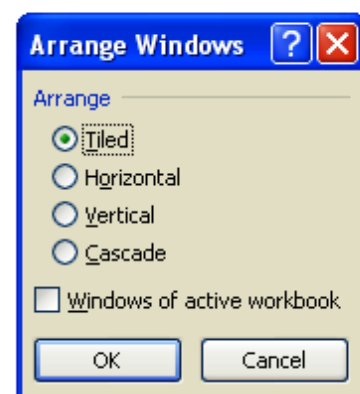 Arrange Windows ?
Arrange
Tiled
Horizontal
Vertical
Cascade
Windows of active workbook
OK Cancel